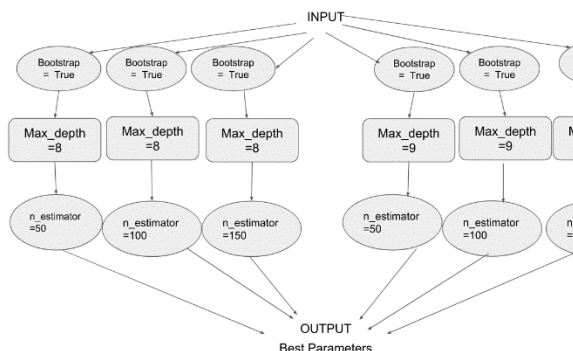 INPUT
Bootstrap
= True
Bootstrap
= True
Bootstrap
= True
Bootstrap
= True
Bootstrap
= True
Max_depth
=8
Max_depth
=8
Max_depth
=8
Max_depth
=9
Max_depth
=9
n_estimator
=50
n_estimator
=100
n_estimator
=150
n_estimator
=50
n_estimator
=100
OUTPUT
Best Parameters